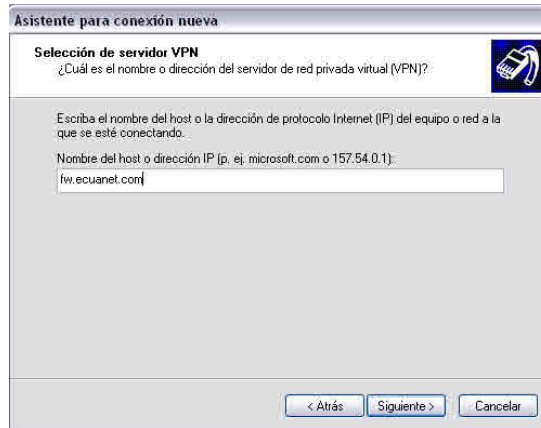 Asistente para conexión nueva
Selección de servidor VPN
¿Cuál es el nombre o dirección del servidor de red privada virtual (VPN)?
Escriba el nombre del host o la dirección de protocolo Internet (IP) del equipo o red a la
que se esté conectando.
Nombre del host o dirección IP (p. ej. microsoft.com o 157.54.0.1):
fw.ecuanet.com
< Atrás Siguiente > Cancelar